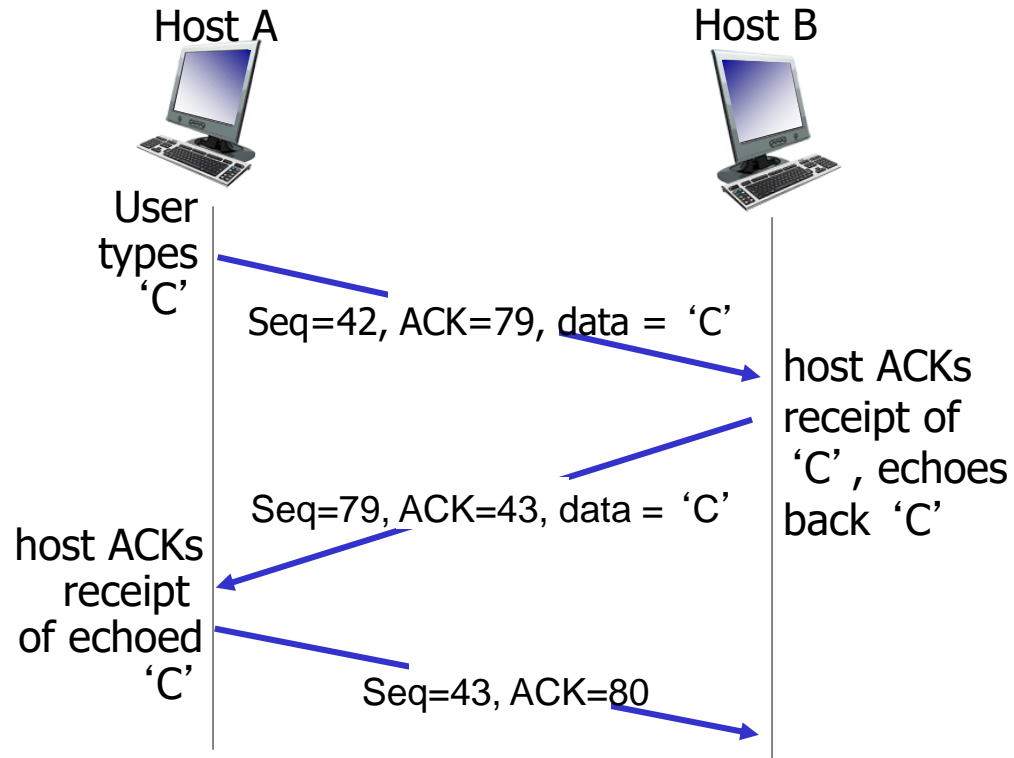 Host A
Host B
User
types
‘C’
Seq=42, ACK=79, data = ‘C’
host ACKs
receipt of
‘C’, echoes
back ‘C’
Seq=79, ACK=43, data = ‘C’
host ACKs
receipt
of echoed
‘C’
Seq=43, ACK=80